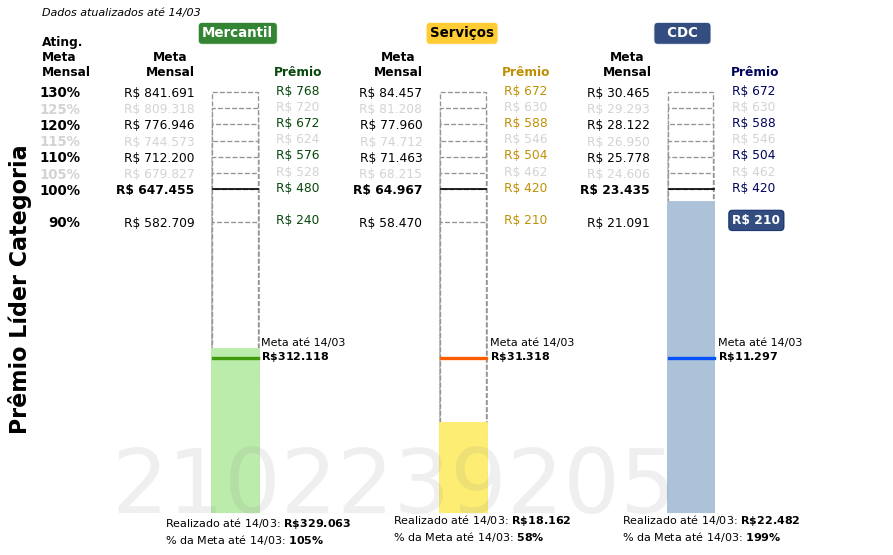 Dados atualizados até 14/03
Mercantil Serviços CDC
Ating. Meta Mensal Meta Mensal Prêmio Meta Mensal Prêmio Meta Mensal Prêmio
130% R$ 841.691 R$ 768 R$ 84.457 R$ 672 R$ 30.465 R$ 672
125% R$ 809.318 R$ 720 R$ 81.208 R$ 630 R$ 29.293 R$ 630
120% R$ 776.946 R$ 672 R$ 77.960 R$ 588 R$ 28.122 R$ 588
115% R$ 744.573 R$ 624 R$ 74.712 R$ 546 R$ 26.950 R$ 546
110% R$ 712.200 R$ 576 R$ 71.463 R$ 504 R$ 25.778 R$ 504
105% R$ 679.827 R$ 528 R$ 68.215 R$ 462 R$ 24.606 R$ 462
100% R$ 647.455 R$ 480 R$ 64.967 R$ 420 R$ 23.435 R$ 420
90% R$ 582.709 R$ 240 R$ 58.470 R$ 210 R$ 21.091 R$ 210
Prêmio Líder Categoria
Meta até 14/03 Meta até 14/03 Meta até 14/03
R$312.118 R$31.318 R$11.297
2102239205
Realizado até 14/03: R$329.063 Realizado até 14/03: R$18.162 Realizado até 14/03: R$22.482
% da Meta até 14/03: 105% % da Meta até 14/03: 58% % da Meta até 14/03: 199%